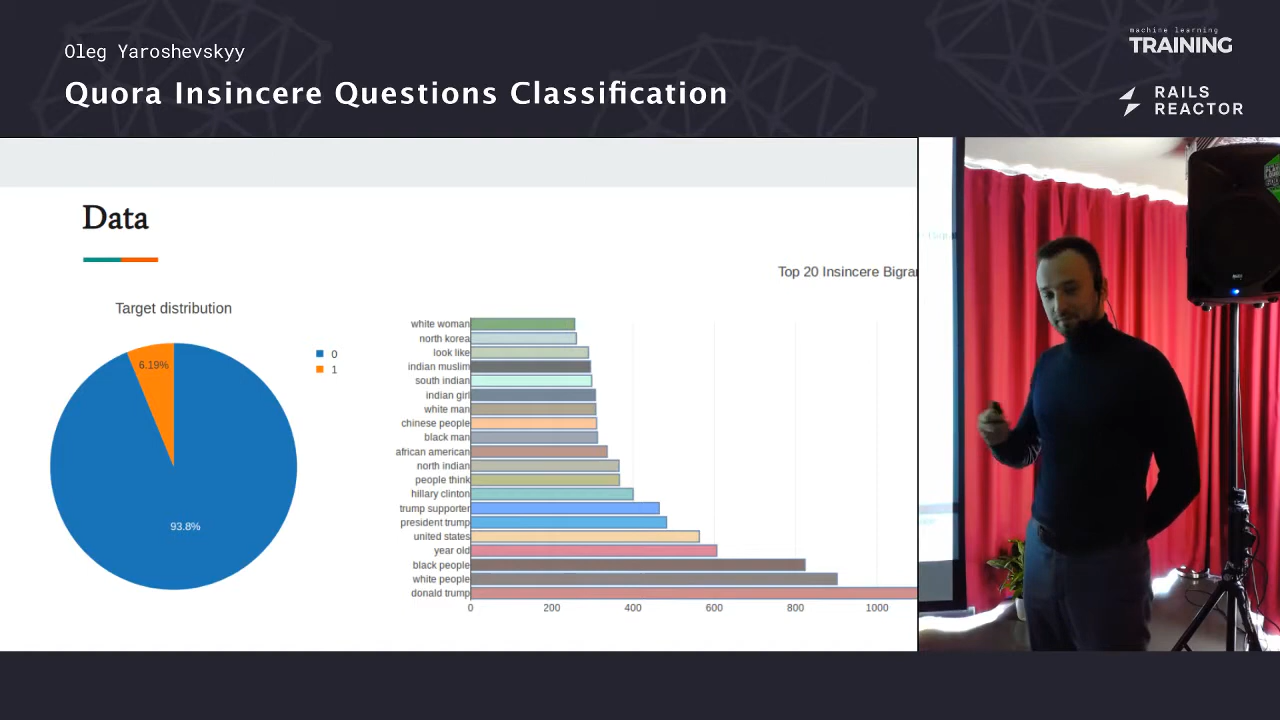 Oleg Yaroshevskyy
Quora Insincere Questions Classification
machine learning
TRAINING
RAILS
REACTOR
Data
Top 20 Insincere Bigra
Target distribution
0
1
6.19%
93.8%
white woman
north korea
look like
indian muslim
south indian
indian girl
white man
chinese people
black man
african american
north indian
people think
hillary clinton
trump supporter
president trump
united states
year old
black people
white people
donald trump
0 200 400 600 800 1000